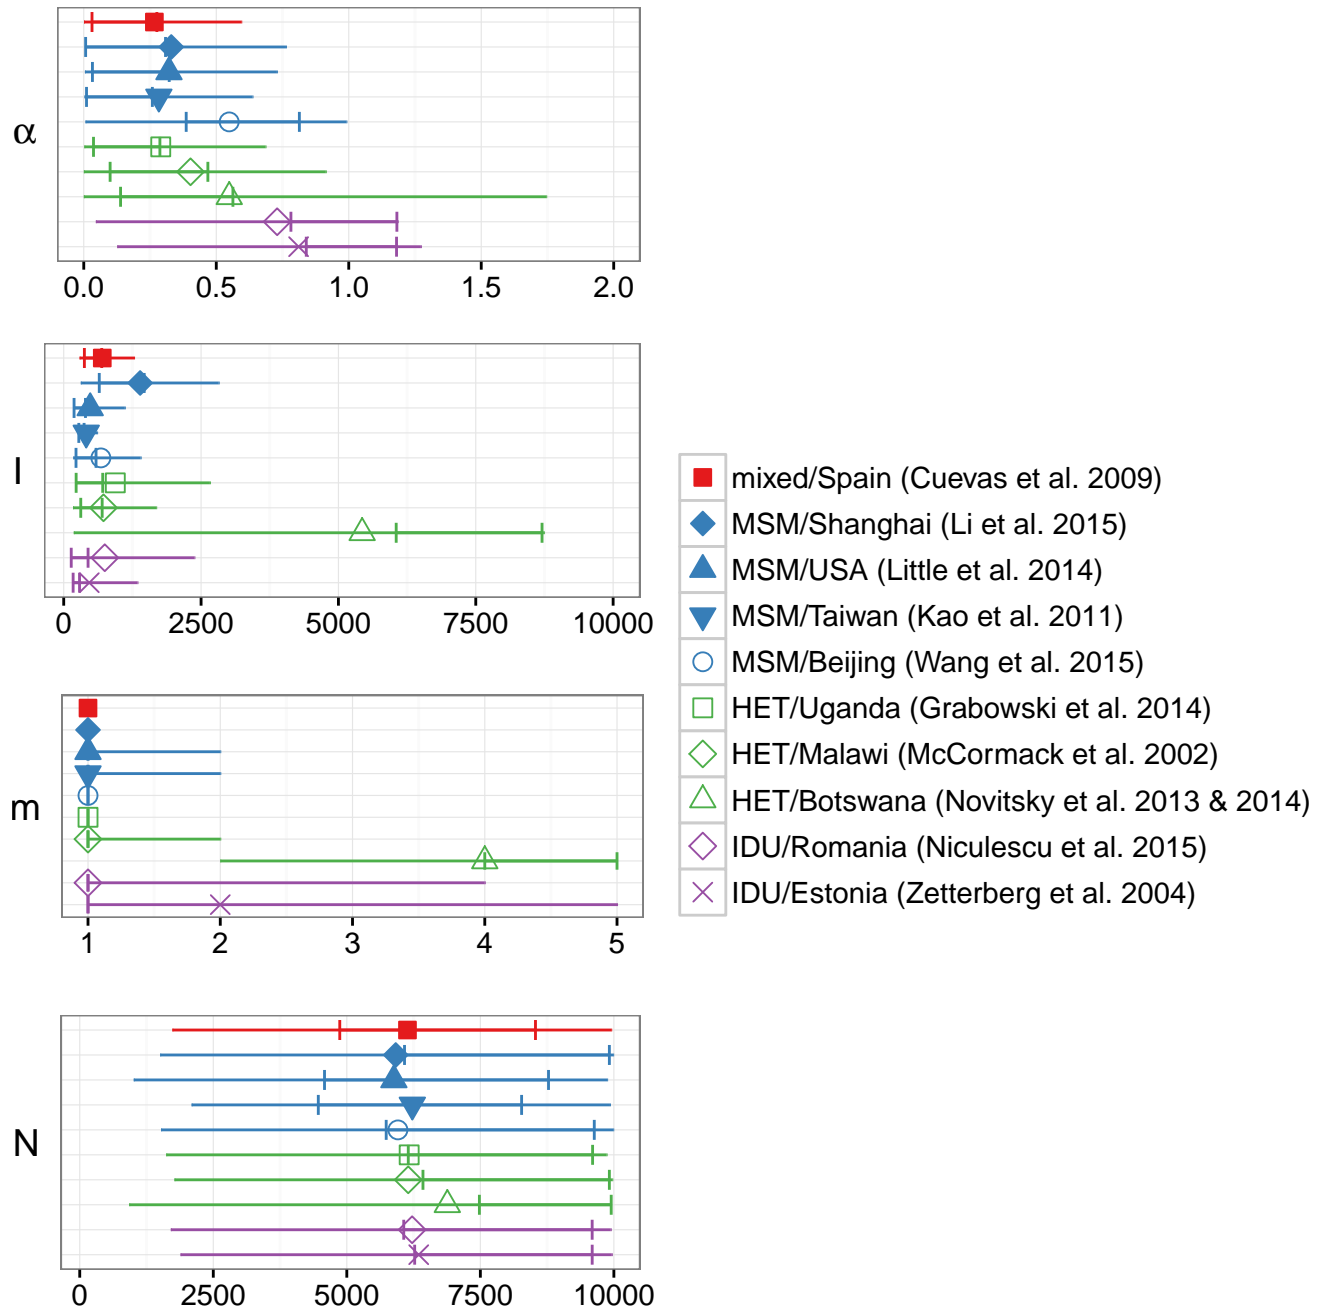 α
0.0 0.5 1.0 1.5 2.0
I
0 2500 5000 7500 10000
m
1 2 3 4 5
N
0 2500 5000 7500 10000
mixed/Spain (Cuevas et al. 2009)
MSM/Shanghai (Li et al. 2015)
MSM/USA (Little et al. 2014)
MSM/Taiwan (Kao et al. 2011)
MSM/Beijing (Wang et al. 2015)
HET/Uganda (Grabowski et al. 2014)
HET/Malawi (McCormack et al. 2002)
HET/Botswana (Novitsky et al. 2013 & 2014)
IDU/Romania (Niculescu et al. 2015)
IDU/Estonia (Zetterberg et al. 2004)